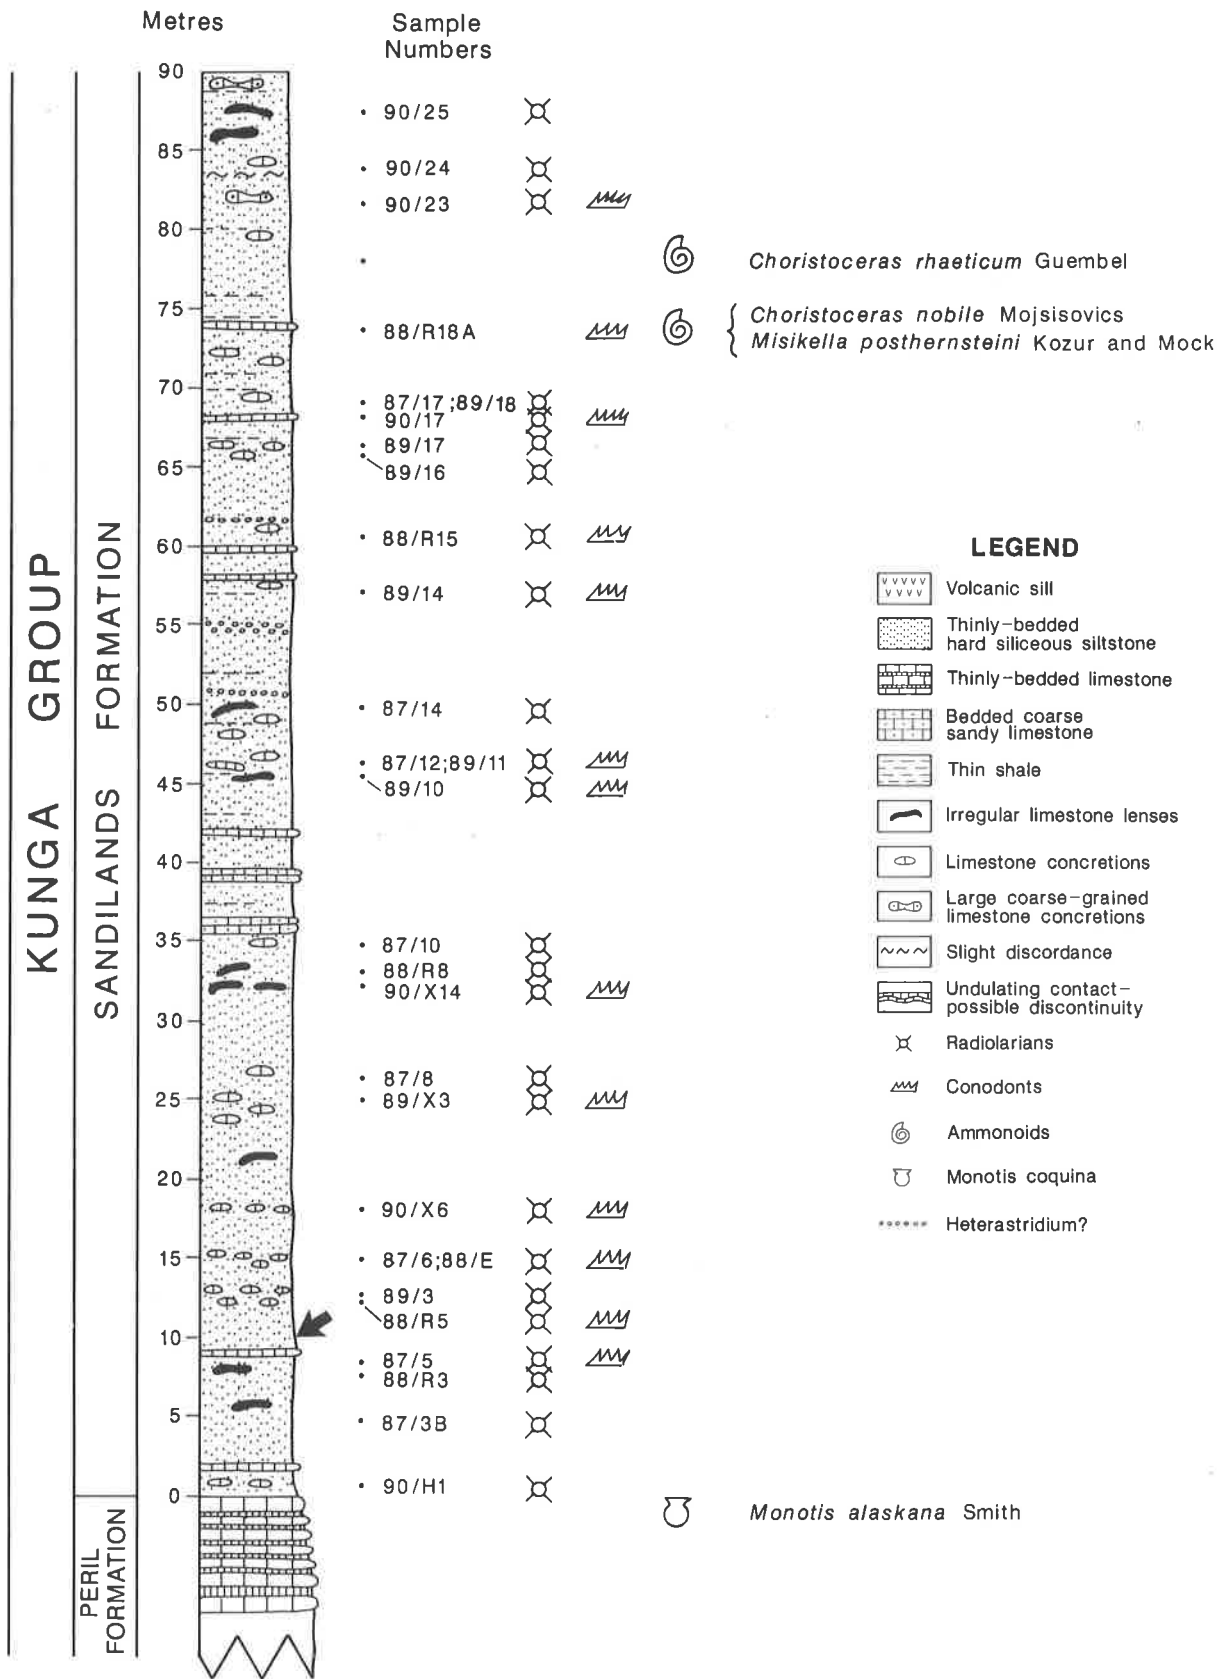 Metres
Sample
Numbers
KUNGA GROUP
SANDILANDS FORMATION
PERIL
FORMATION
90
85
80
75
70
65
60
55
50
45
40
35
30
25
20
15
10
5
0
90/25
90/24
90/23
88/R18A
87/17;89/18
90/17
89/17
89/16
88/R15
89/14
87/14
87/12;89/11
89/10
87/10
88/R8
90/X14
87/8
89/X3
90/X6
87/6;88/E
89/3
88/R5
87/5
88/R3
87/3B
90/H1
Choristoceras rhaeticum Guembel
Choristoceras nobile Mojsisovics
Misikella posthernsteini Kozur and Mock
Monotis alaskana Smith
LEGEND
Volcanic sill
Thinly-bedded
hard siliceous siltstone
Thinly-bedded limestone
Bedded coarse
sandy limestone
Thin shale
Irregular limestone lenses
Limestone concretions
Large coarse-grained
limestone concretions
Slight discordance
Undulating contact-
possible discontinuity
Radiolarians
Conodonts
Ammonoids
Monotis coquina
Heterastridium?